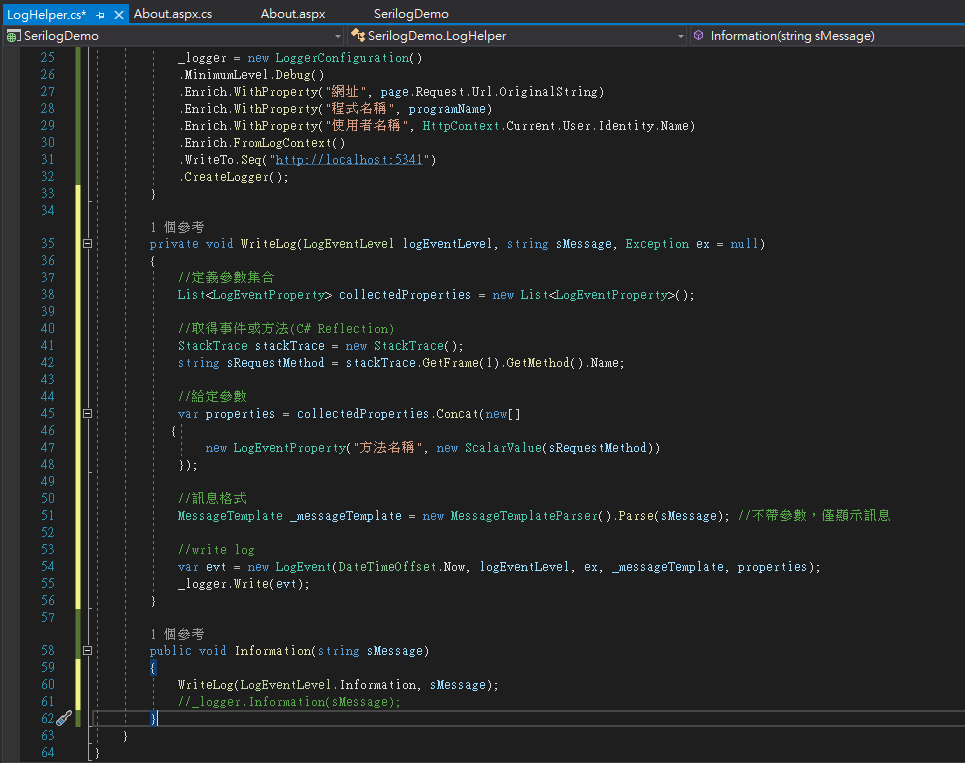 LogHelper.cs* About.aspx.cs About.aspx SerilogDemo
SerilogDemo SerilogDemo.LogHelper Information(string sMessage)
25 _logger = new LoggerConfiguration()
26 .MinimumLevel.Debug()
27 .Enrich.WithProperty("網址", page.Request.Url.OriginalString)
28 .Enrich.WithProperty("程式名稱", programName)
29 .Enrich.WithProperty("使用者名稱", HttpContext.Current.User.Identity.Name)
30 .Enrich.FromLogContext()
31 .WriteTo.Seq("http://localhost:5341")
32 .CreateLogger();
33 }
34
1 個參考
35 private void WriteLog(LogEventLevel logEventLevel, string sMessage, Exception ex = null)
36 {
37 //定義參數集合
38 List<LogEventProperty> collectedProperties = new List<LogEventProperty>();
39
40 //取得事件或方法(C# Reflection)
41 StackTrace stackTrace = new StackTrace();
42 string sRequestMethod = stackTrace.GetFrame(1).GetMethod().Name;
43
44 //給定參數
45 var properties = collectedProperties.Concat(new[]
46 {
47 new LogEventProperty("方法名稱", new ScalarValue(sRequestMethod))
48 });
49
50 //訊息格式
51 MessageTemplate _messageTemplate = new MessageTemplateParser().Parse(sMessage); //不帶參數，僅顯示訊息
52
53 //write log
54 var evt = new LogEvent(DateTimeOffset.Now, logEventLevel, ex, _messageTemplate, properties);
55 _logger.Write(evt);
56 }
57
1 個參考
58 public void Information(string sMessage)
59 {
60 WriteLog(LogEventLevel.Information, sMessage);
61 //_logger.Information(sMessage);
62 }
63 }
64 }